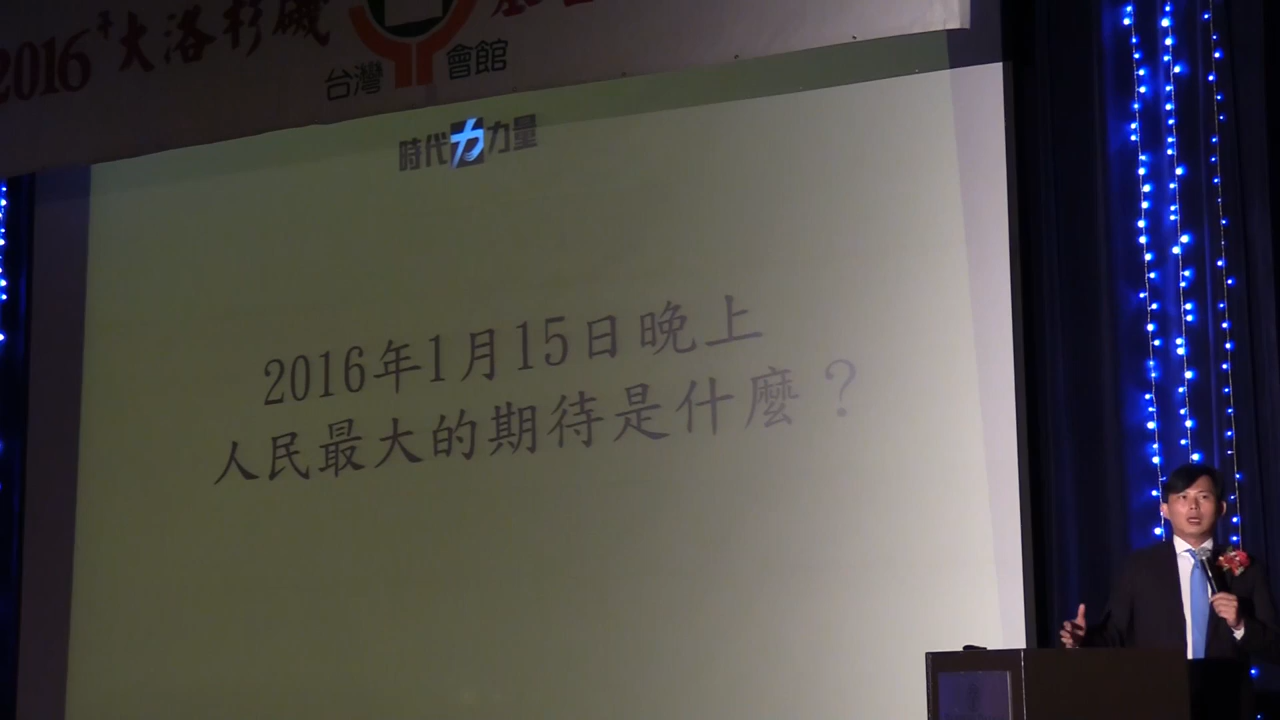 2016年大洛杉磯
台灣會館
時代力量
2016年1月15日晚上
人民最大的期待是什麼？